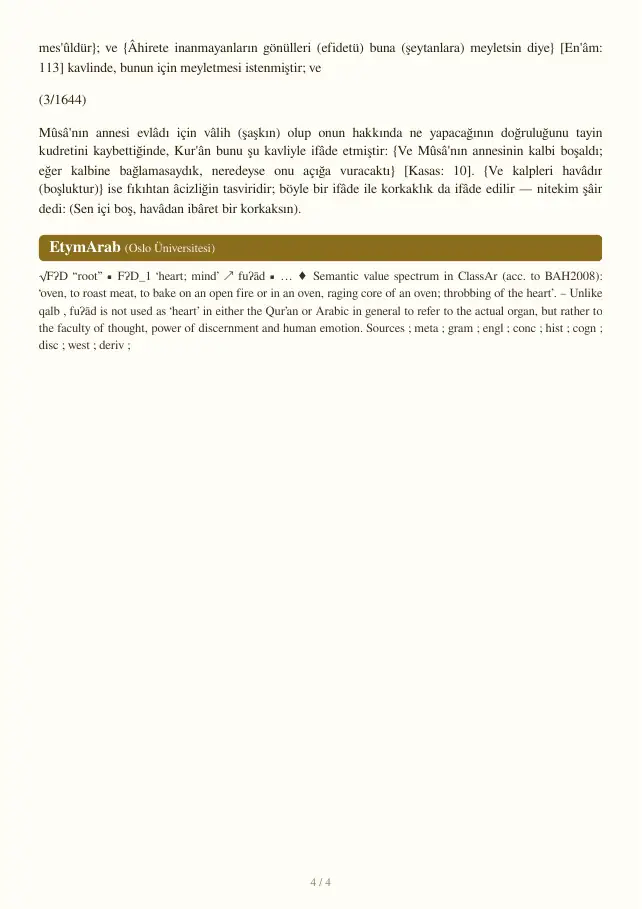 mes'ûldür}; ve {Âhirete inanmayanların gönülleri (efidetü) buna (şeytanlara) meyletsin diye} [En'âm:
113] kavlinde, bunun için meyletmesi istenmiştir; ve
(3/1644)
Mûsâ'nın annesi evlâdı için vâlih (şaşkın) olup onun hakkında ne yapacağının doğruluğunu tayin
kudretini kaybettiğinde, Kur'ân bunu şu kavliyle ifâde etmiştir: {Ve Mûsâ'nın annesinin kalbi boşaldı;
eğer kalbine bağlamasaydık, neredeyse onu açığa vuracaktı} [Kasas: 10]. {Ve kalpleri havâdır
(boşluktur)} ise fıkıhtan âcizliğin tasviridir; böyle bir ifâde ile korkaklık da ifâde edilir — nitekim şâir
dedi: (Sen içi boş, havâdan ibâret bir korkaksın).
EtymArab (Oslo Üniversitesi)
√FʔD “root” ▪ FʔD_1 ‘heart; mind’ ↗ fuʔād ▪ … ♦ Semantic value spectrum in ClassAr (acc. to BAH2008):
‘oven, to roast meat, to bake on an open fire or in an oven, raging core of an oven; throbbing of the heart’. – Unlike
qalb , fuʔād is not used as ‘heart’ in either the Qurʾan or Arabic in general to refer to the actual organ, but rather to
the faculty of thought, power of discernment and human emotion. Sources ; meta ; gram ; engl ; conc ; hist ; cogn ;
disc ; west ; deriv ;
4 / 4